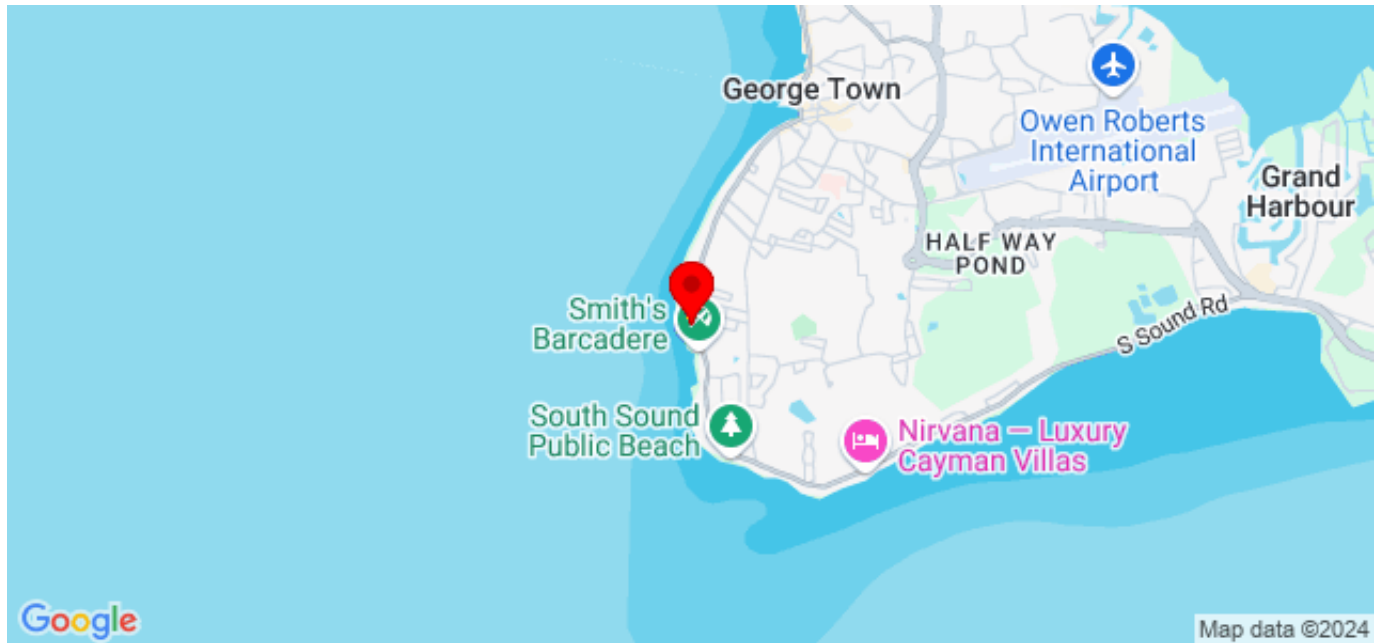 George Town
Owen Roberts
International
Airport
Grand
Harbour
HALF WAY
POND
Smith's
Barcadere
S Sound Rd
South Sound
Public Beach
Nirvana — Luxury
Cayman Villas
Google
Map data ©2024